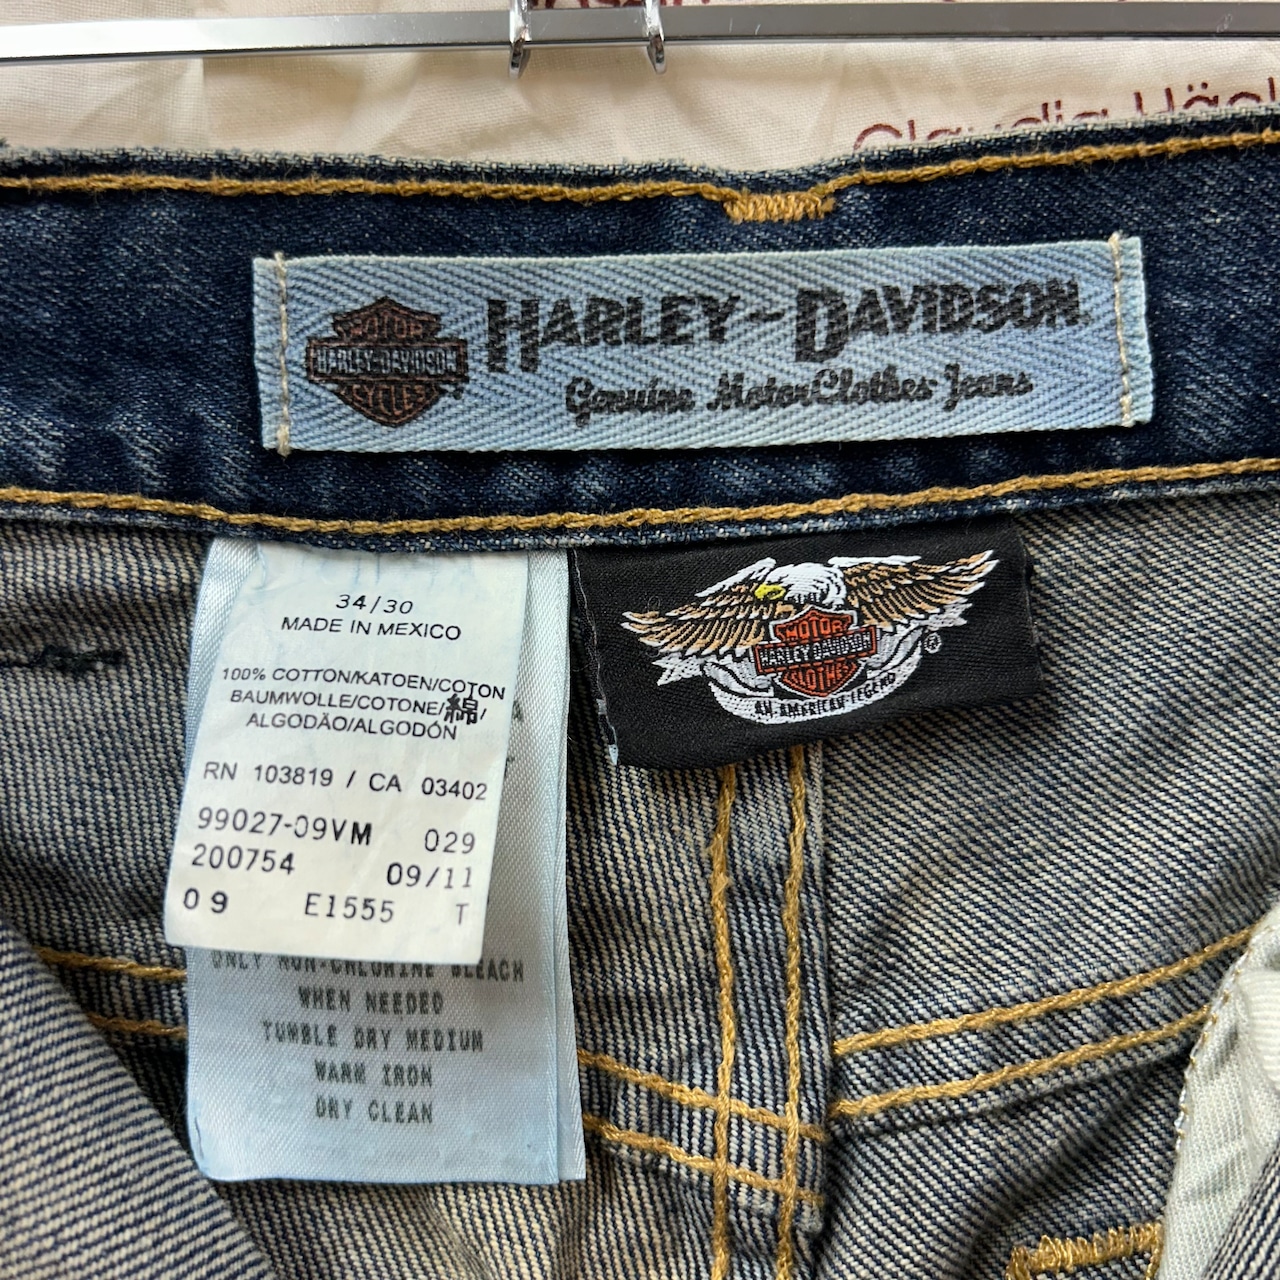 Claudia
MOTOR
HARLEY-DAVIDSON
CYCLES
HARLEY-DAVIDSON
Genuine MotorClothes Jeans
34/30
MADE IN MEXICO
100% COTTON/KATOEN/COTON
BAUMWOLLE/COTONE/綿/
ALGODÃO/ALGODÓN
RN 103819 / CA 03402
99027-09VM 029
200754 09/11
09 E1555 T
ONLY NON-CHLORINE BLEACH
WHEN NEEDED
TUMBLE DRY MEDIUM
WARM IRON
DRY CLEAN
MOTOR
HARLEY-DAVIDSON
CLOTHES
®
AN AMERICAN LEGEND